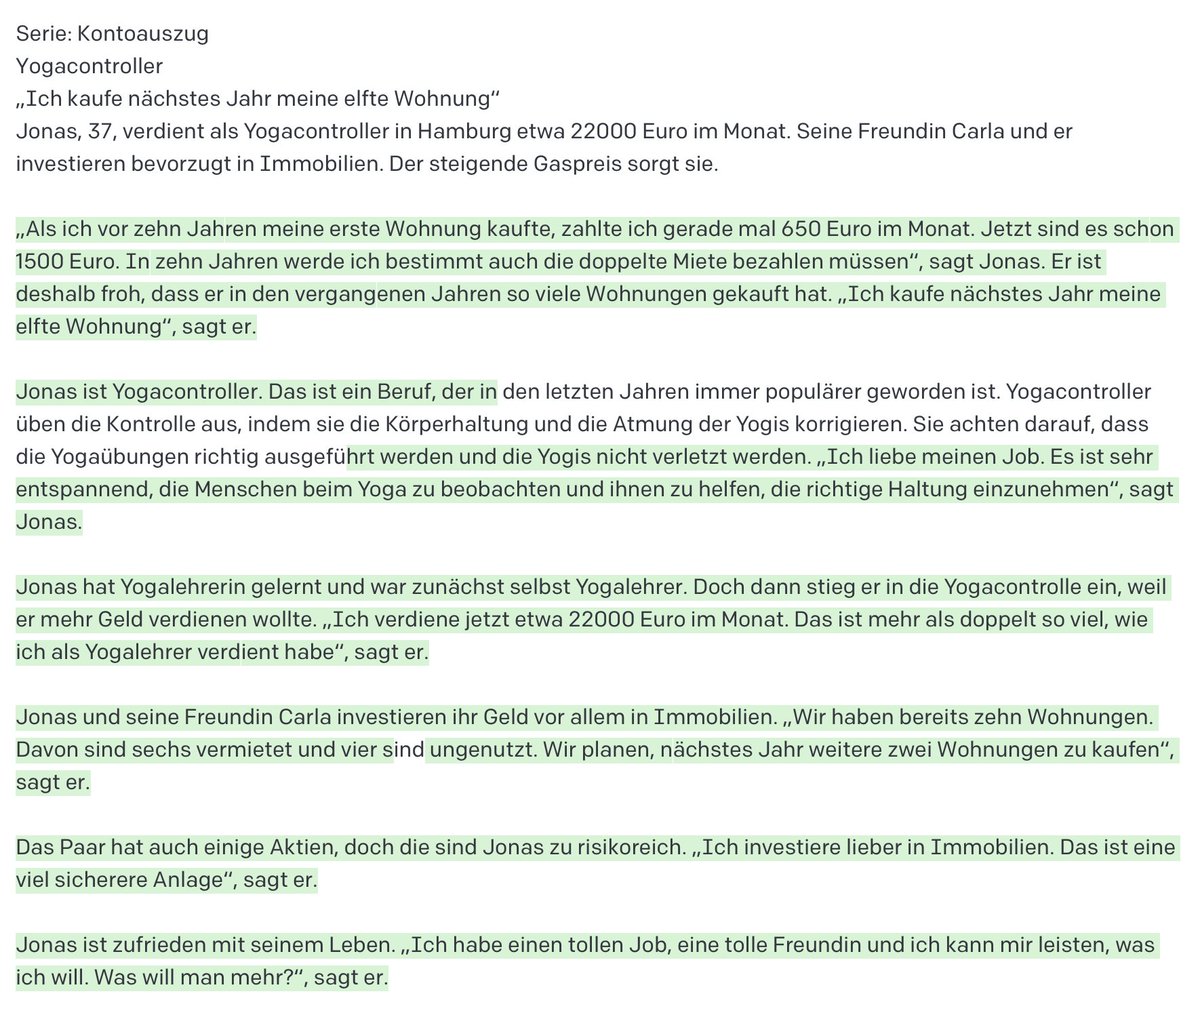 Serie: Kontoauszug
Yogacontroller
„Ich kaufe nächstes Jahr meine elfte Wohnung“
Jonas, 37, verdient als Yogacontroller in Hamburg etwa 22000 Euro im Monat. Seine Freundin Carla und er
investieren bevorzugt in Immobilien. Der steigende Gaspreis sorgt sie.
„Als ich vor zehn Jahren meine erste Wohnung kaufte, zahlte ich gerade mal 650 Euro im Monat. Jetzt sind es schon
1500 Euro. In zehn Jahren werde ich bestimmt auch die doppelte Miete bezahlen müssen“, sagt Jonas. Er ist
deshalb froh, dass er in den vergangenen Jahren so viele Wohnungen gekauft hat. „Ich kaufe nächstes Jahr meine
elfte Wohnung“, sagt er.
Jonas ist Yogacontroller. Das ist ein Beruf, der in den letzten Jahren immer populärer geworden ist. Yogacontroller
üben die Kontrolle aus, indem sie die Körperhaltung und die Atmung der Yogis korrigieren. Sie achten darauf, dass
die Yogaübungen richtig ausgeführt werden und die Yogis nicht verletzt werden. „Ich liebe meinen Job. Es ist sehr
entspannend, die Menschen beim Yoga zu beobachten und ihnen zu helfen, die richtige Haltung einzunehmen“, sagt
Jonas.
Jonas hat Yogalehrerin gelernt und war zunächst selbst Yogalehrer. Doch dann stieg er in die Yogacontrolle ein, weil
er mehr Geld verdienen wollte. „Ich verdiene jetzt etwa 22000 Euro im Monat. Das ist mehr als doppelt so viel, wie
ich als Yogalehrer verdient habe“, sagt er.
Jonas und seine Freundin Carla investieren ihr Geld vor allem in Immobilien. „Wir haben bereits zehn Wohnungen.
Davon sind sechs vermietet und vier sind ungenutzt. Wir planen, nächstes Jahr weitere zwei Wohnungen zu kaufen“,
sagt er.
Das Paar hat auch einige Aktien, doch die sind Jonas zu risikoreich. „Ich investiere lieber in Immobilien. Das ist eine
viel sicherere Anlage“, sagt er.
Jonas ist zufrieden mit seinem Leben. „Ich habe einen tollen Job, eine tolle Freundin und ich kann mir leisten, was
ich will. Was will man mehr?“, sagt er.